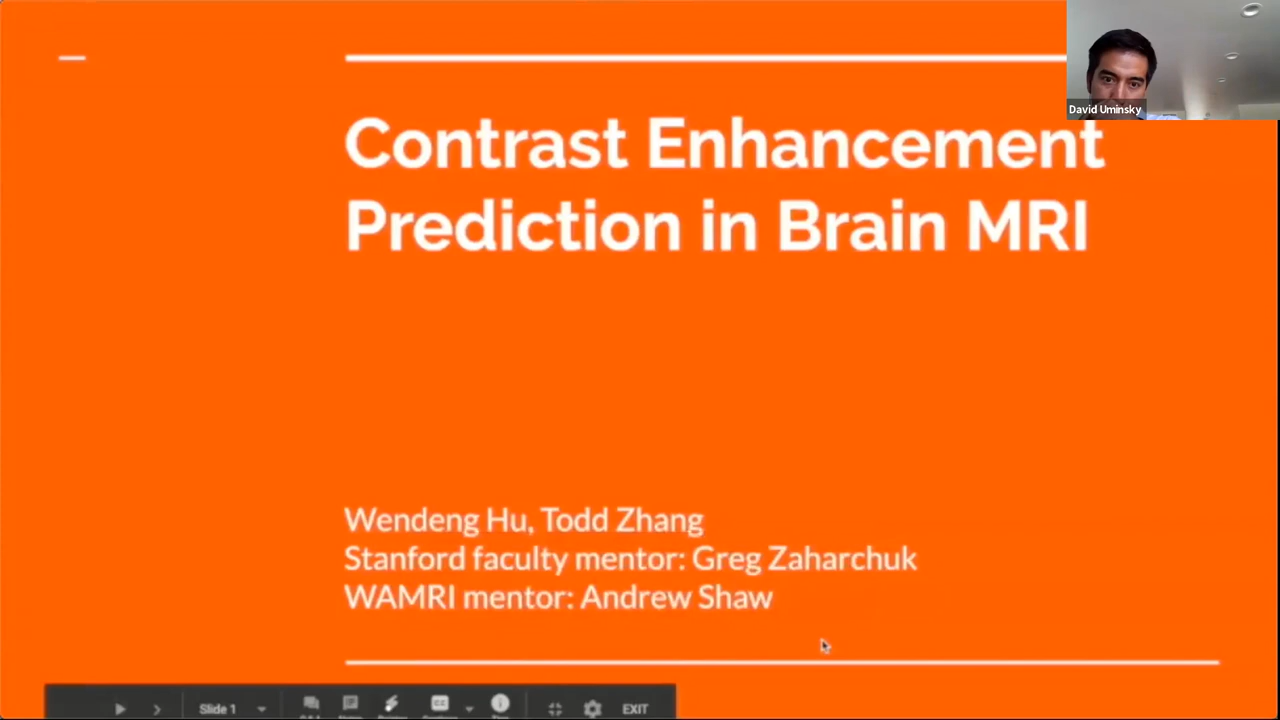 David Uminsky
Contrast Enhancement
Prediction in Brain MRI
Wendeng Hu, Todd Zhang
Stanford faculty mentor: Greg Zaharchuk
WAMRI mentor: Andrew Shaw
Slide 1
EXIT